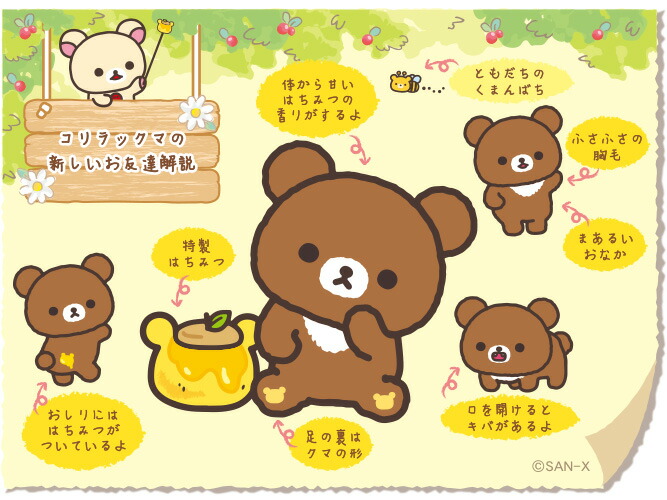 コリラックマの
新しいお友達解説
体から甘い
はちみつの
香りがするよ
ともだちの
くまんばち
ふさふさの
胸毛
まあるい
おなか
特製
はちみつ
おしりには
はちみつが
ついているよ
足の裏は
クマの形
口を開けると
キバがあるよ
©SAN-X